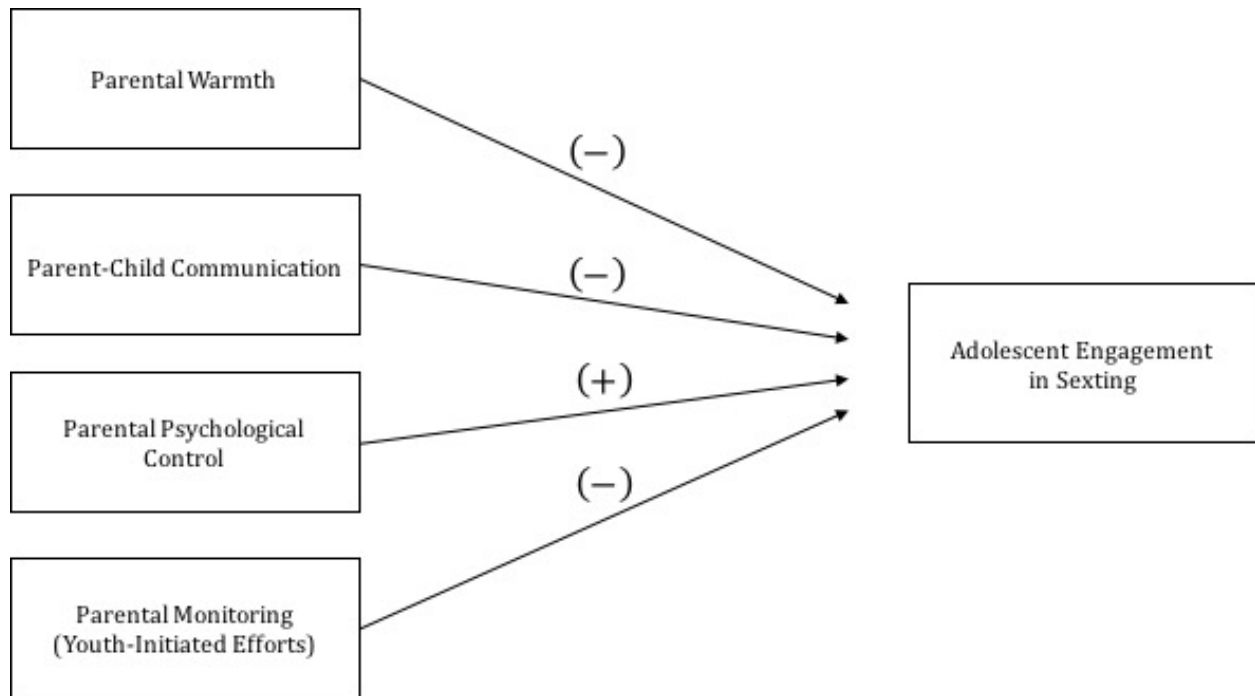 Parental Warmth
(−)
Parent-Child Communication
(−)
Adolescent Engagement
in Sexting
(+)
Parental Psychological
Control
(−)
Parental Monitoring
(Youth-Initiated Efforts)